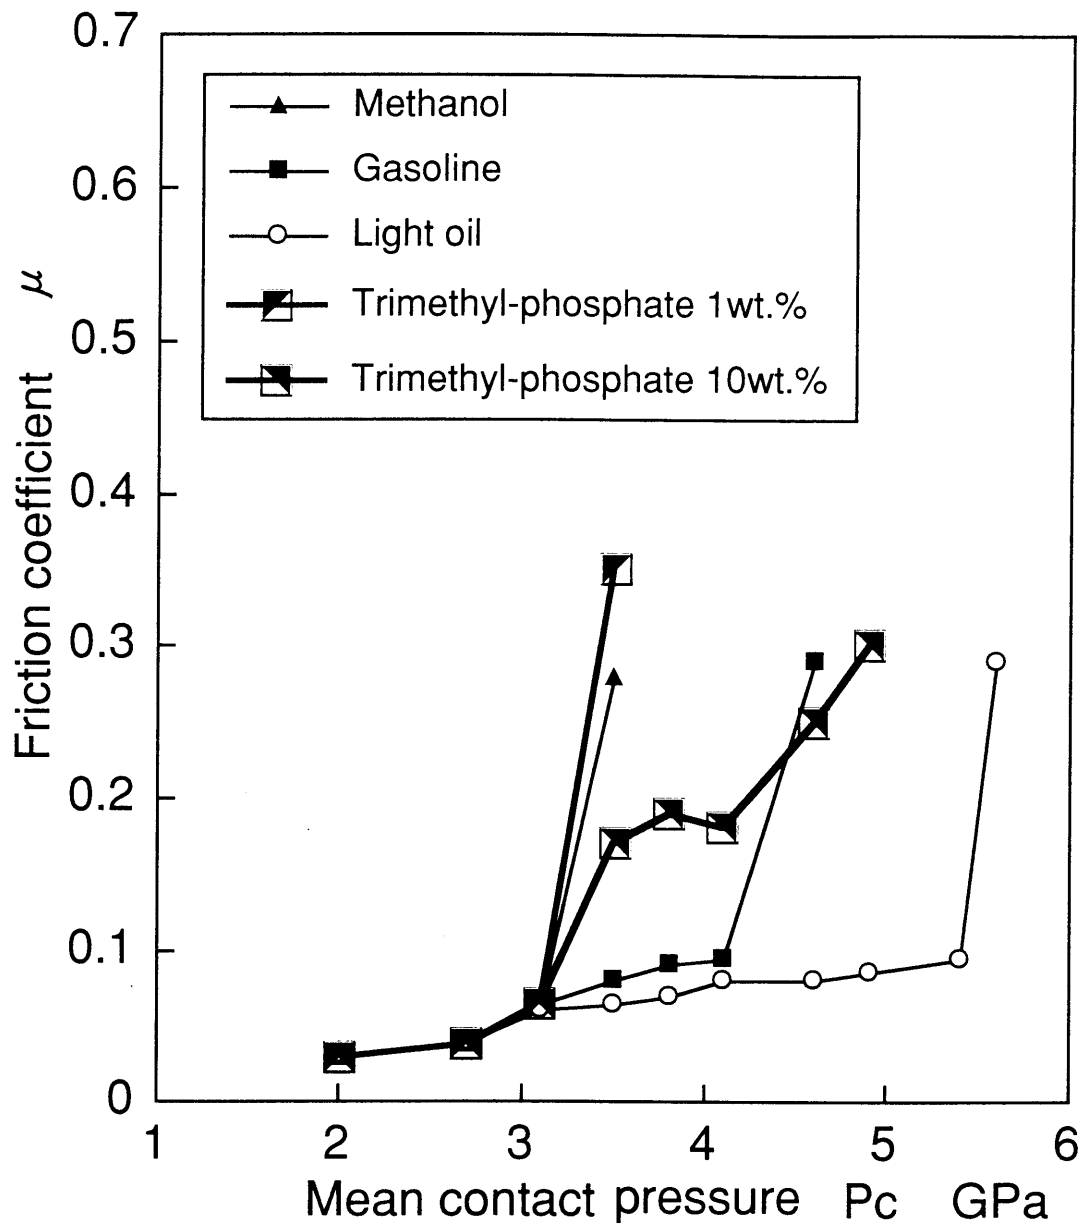 0.7
Methanol
Gasoline
Light oil
Trimethyl-phosphate 1wt.%
Trimethyl-phosphate 10wt.%
0.6
0.5
0.4
0.3
0.2
0.1
0
Friction coefficient μ
1 2 3 4 5 6
Mean contact pressure Pc GPa